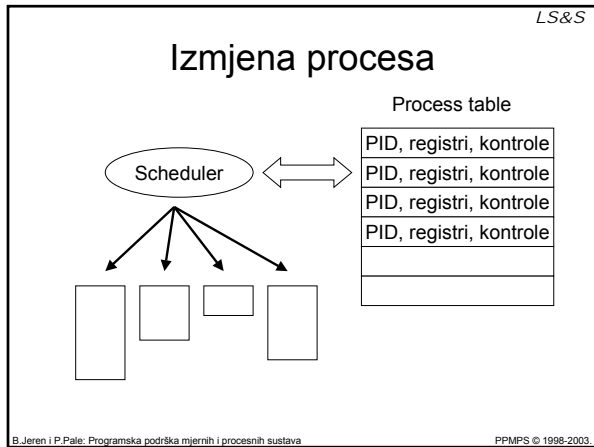 LS&S
Izmjena procesa
Process table
PID, registri, kontrole
PID, registri, kontrole
PID, registri, kontrole
PID, registri, kontrole
Scheduler
B.Jeren i P.Pale: Programska podrška mjernih i procesnih sustava
PPMPS © 1998-2003.